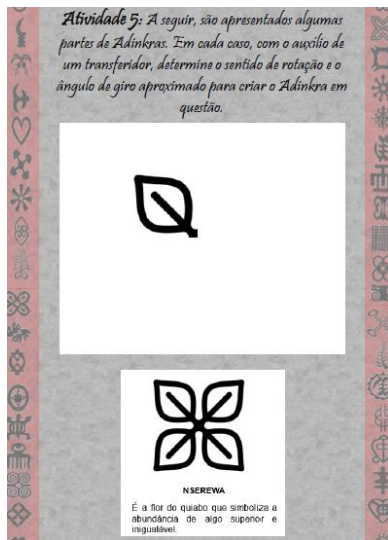 Atividade 5: A seguir, são apresentados algumas
partes de Adinkras. Em cada caso, com o auxílio de
um transferidor, determine o sentido de rotação e o
ângulo de giro aproximado para criar o Adinkra em
questão.
NSEREWA
É a flor do quiabo que simboliza a
abundância de algo superior e
inigualável.